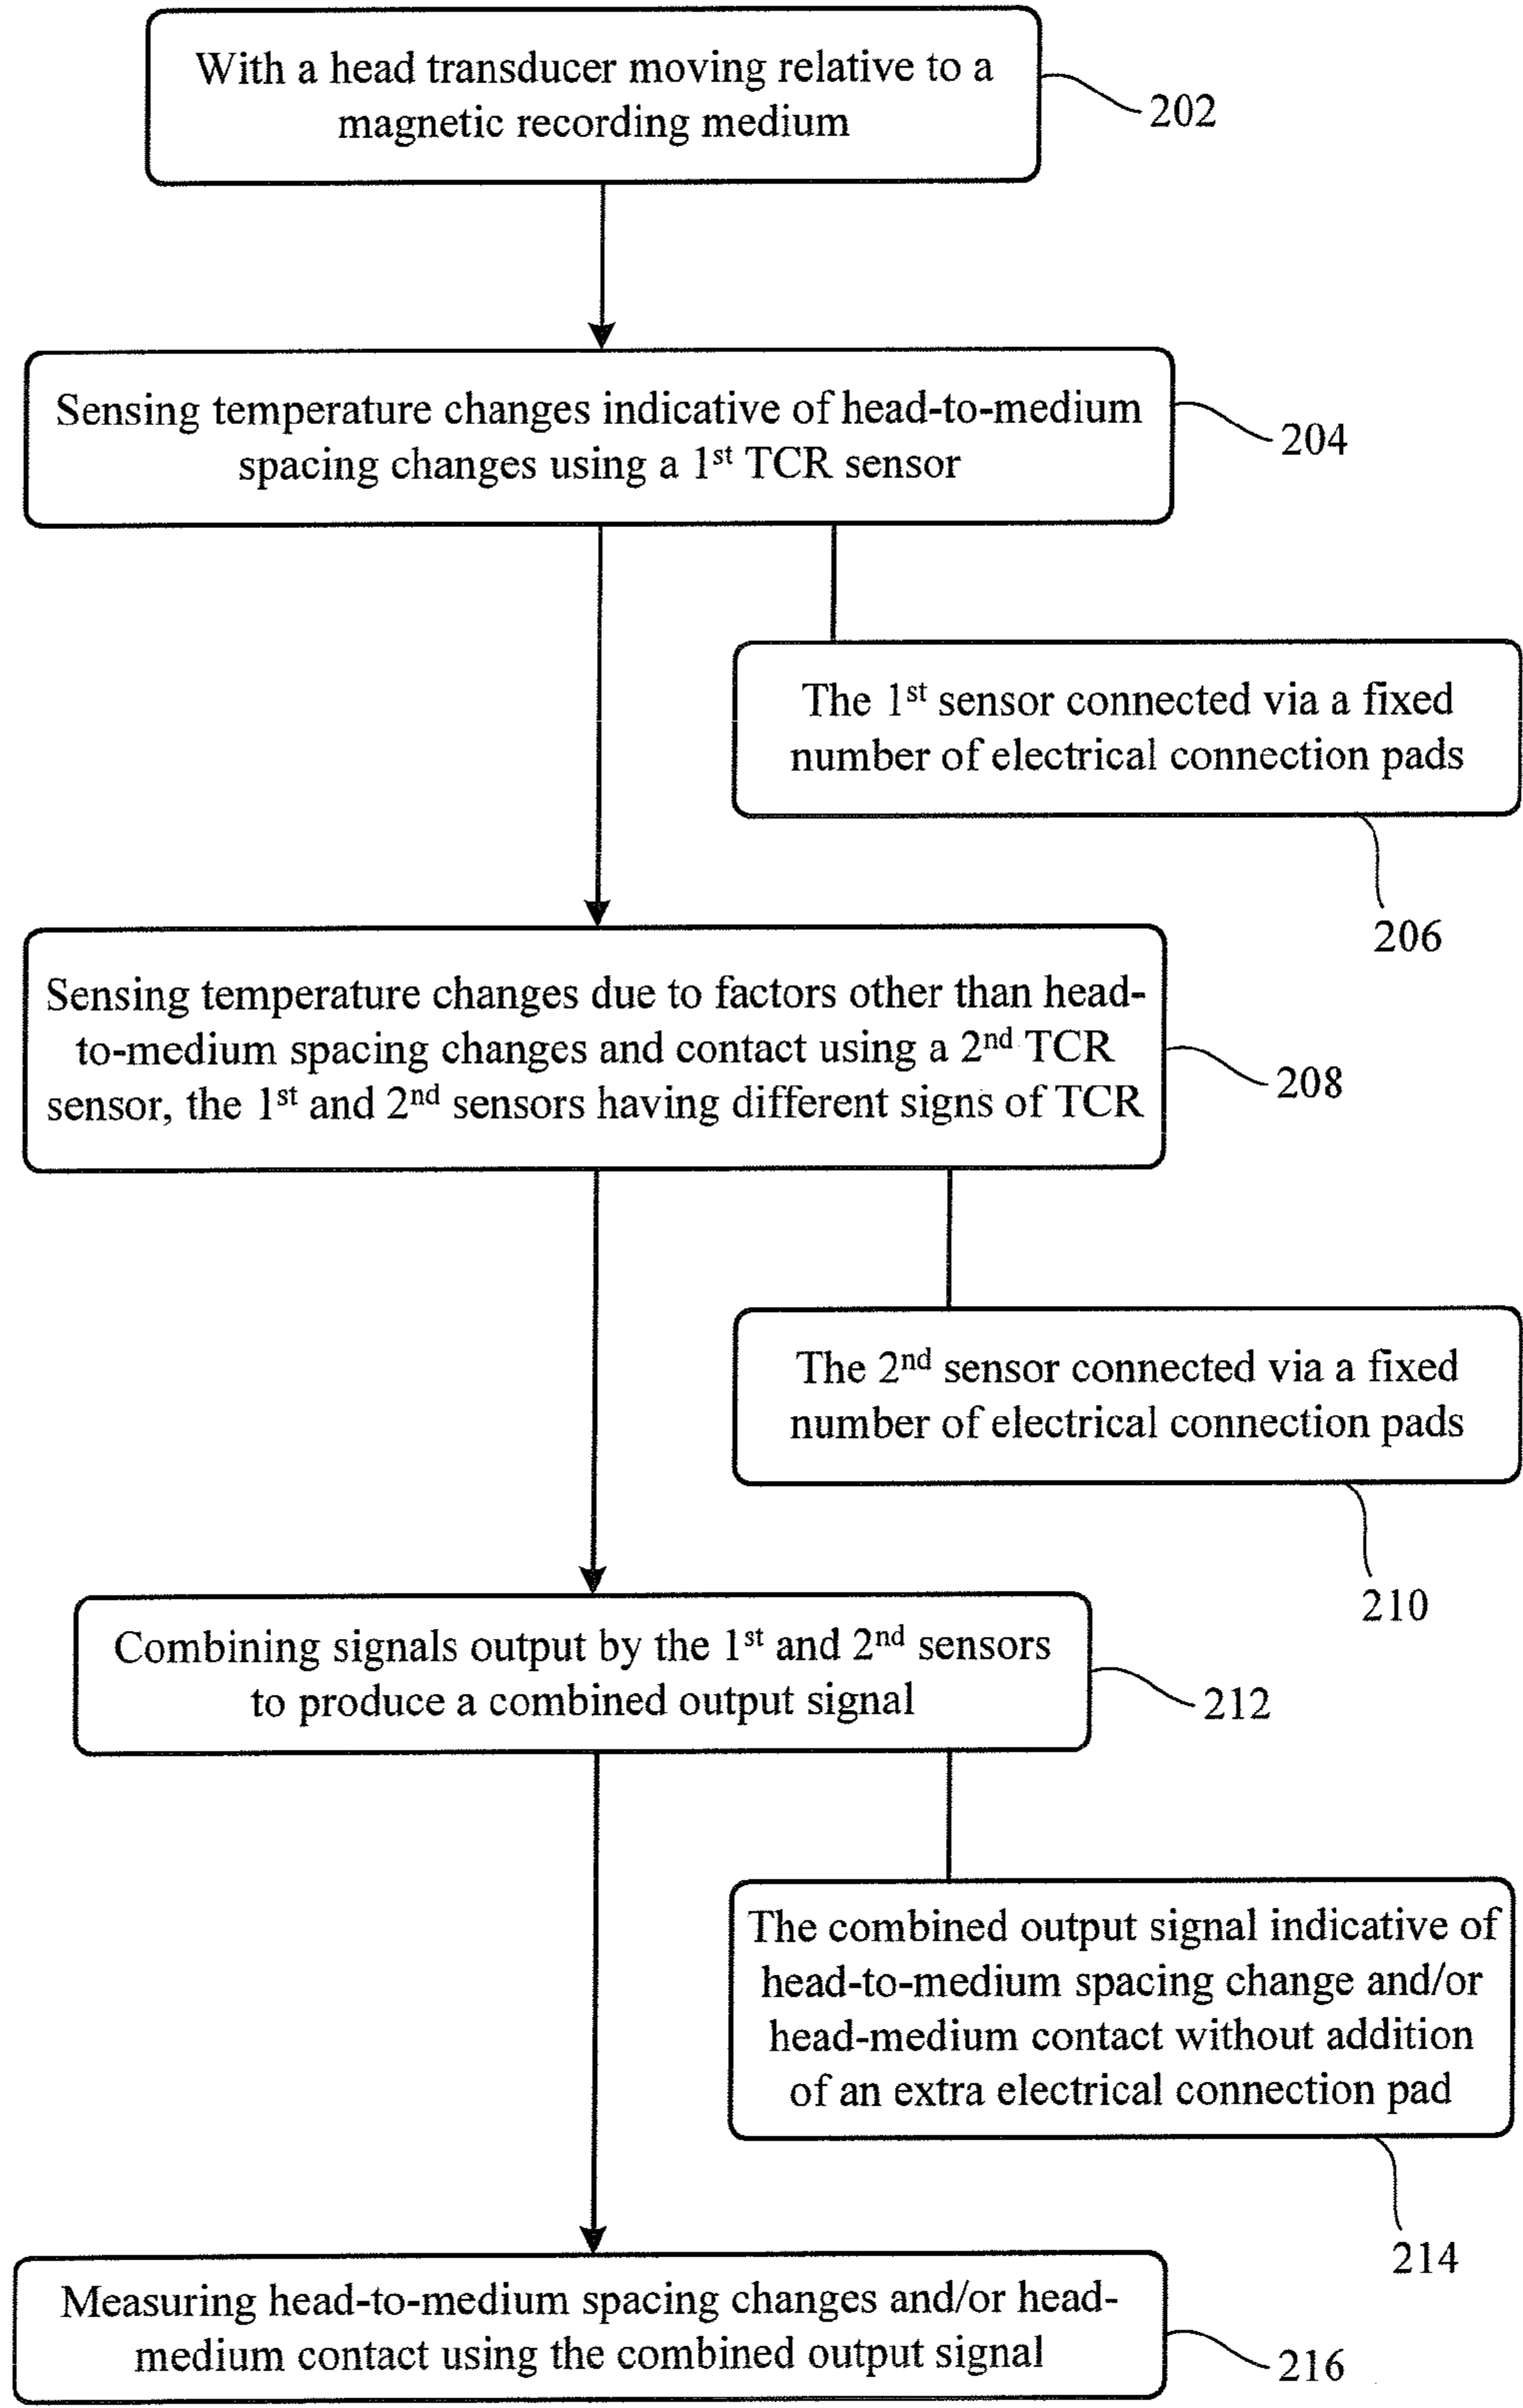 With a head transducer moving relative to a
magnetic recording medium
202
Sensing temperature changes indicative of head-to-medium
spacing changes using a 1st TCR sensor
204
The 1st sensor connected via a fixed
number of electrical connection pads
206
Sensing temperature changes due to factors other than head-
to-medium spacing changes and contact using a 2nd TCR
sensor, the 1st and 2nd sensors having different signs of TCR
208
The 2nd sensor connected via a fixed
number of electrical connection pads
210
Combining signals output by the 1st and 2nd sensors
to produce a combined output signal
212
The combined output signal indicative of
head-to-medium spacing change and/or
head-medium contact without addition
of an extra electrical connection pad
214
Measuring head-to-medium spacing changes and/or head-
medium contact using the combined output signal
216